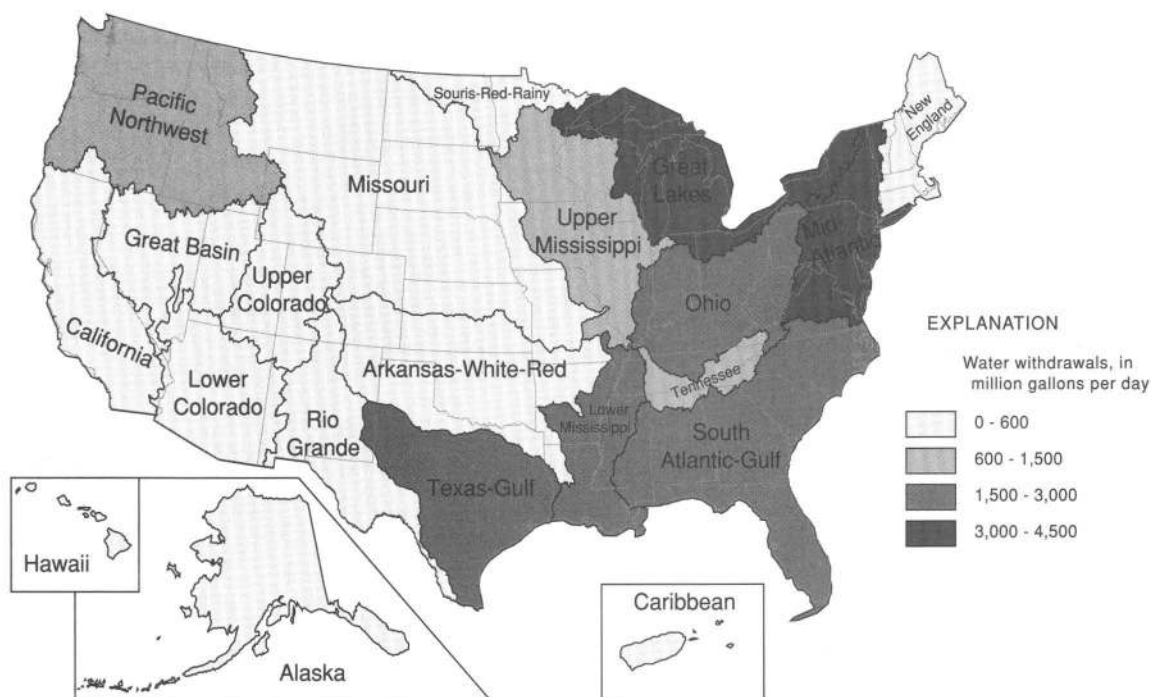 Pacific
Northwest
Souris-Red-Rainy
New
England
Missouri
Great
Lakes
Upper
Mississippi
Mid-
Atlantic
Great Basin
Upper
Colorado
Ohio
California
Arkansas-White-Red
Tennessee
Lower
Colorado
Rio
Grande
Lower
Mississippi
South
Atlantic-Gulf
Texas-Gulf
EXPLANATION
Water withdrawals, in
million gallons per day
0 - 600
600 - 1,500
1,500 - 3,000
3,000 - 4,500
Hawaii
Alaska
Caribbean